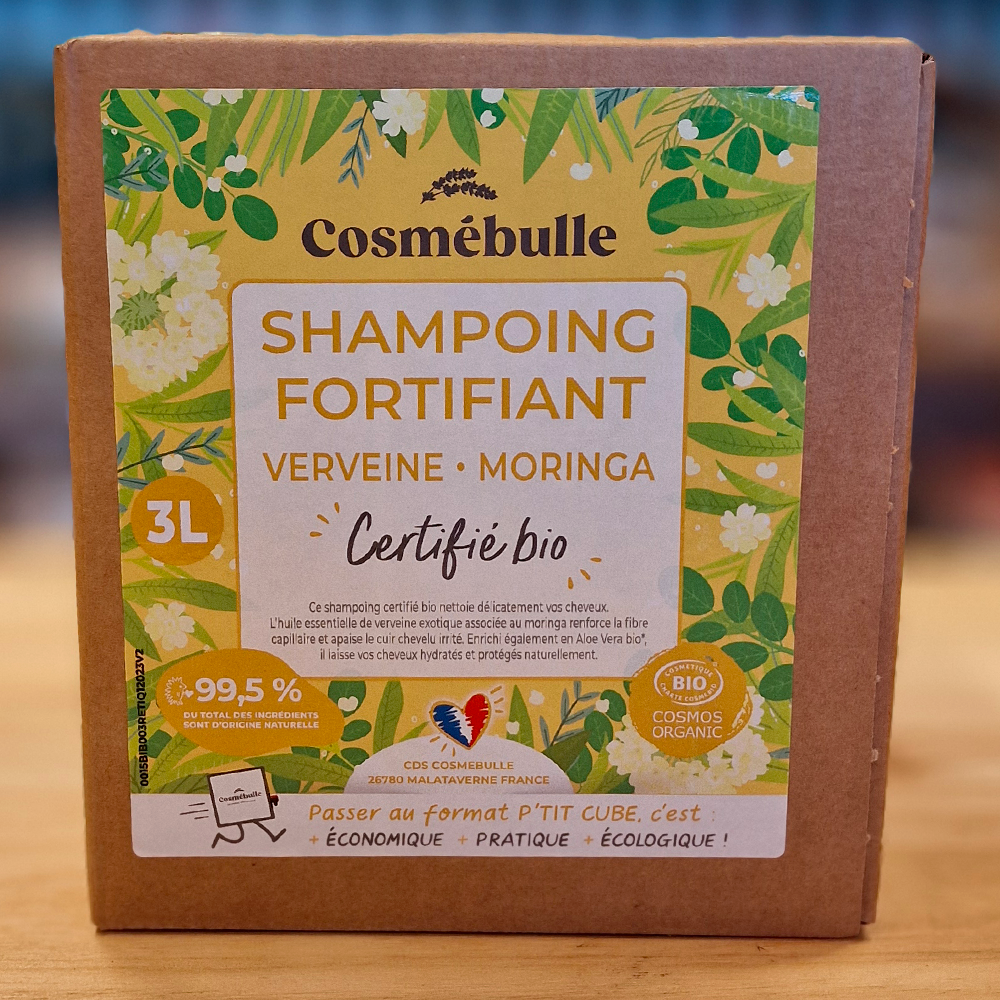 Cosmébulle
SHAMPOING
FORTIFIANT
VERVEINE • MORINGA
3L
Certifié bio
Ce shampoing certifié bio nettoie délicatement vos cheveux.
L'huile essentielle de verveine exotique associée au moringa renforce la fibre
capillaire et apaise le cuir chevelu irrité. Enrichi également en Aloe Vera bio*,
il laisse vos cheveux hydratés et protégés naturellement.
0015BIB003RETIQ12023V2
99,5 %
DU TOTAL DES INGRÉDIENTS
SONT D'ORIGINE NATURELLE
COSMÉTIQUE
BIO
CHARTE COSMÉBIO
COSMOS
ORGANIC
CDS COSMEBULLE
26780 MALATAVERNE FRANCE
Cosmébulle
Passer au format P'TIT CUBE, c'est :
+ ÉCONOMIQUE + PRATIQUE + ÉCOLOGIQUE !